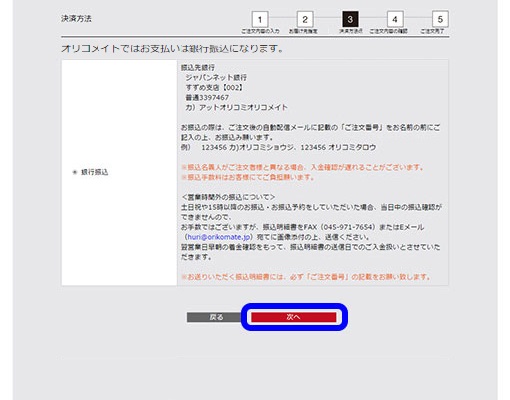 決済方法
1 2 3 4 5
ご注文内容の入力 お届け先指定 決済方法 ご注文内容の確認 ご注文完了
オリコメイトではお支払いは銀行振込になります。
銀行振込
振込先銀行
ジャパンネット銀行
すずめ支店【002】
普通3397467
カ）アットオリコミオリコメイト
お振込の際は、ご注文後の自動配信メールに記載の「ご注文番号」をお名前の前にご
記入の上、お振込み願います。
例） 123456 カ)オリコミショウジ、123456 オリコミタロウ
※振込名義人がご注文者様と異なる場合、入金確認が遅れることがございます。
※振込手数料はお客様にてご負担願います。
＜営業時間外の振込について＞
土日祝や15時以降のお振込・お振込予約をしていただいた場合、当日中の振込確認が
できませんので、
お手数ではございますが、振込明細書をFAX（045-971-7654）またはEメール
（huri@orikomate.jp）宛てに画像添付の上、送信ください。
翌営業日早朝の着金確認をもって、振込明細書の送信日でのご入金扱いとさせていた
だきます。
※お送りいただく振込明細書には、必ず「ご注文番号」の記載をお願い致します。
戻る 次へ